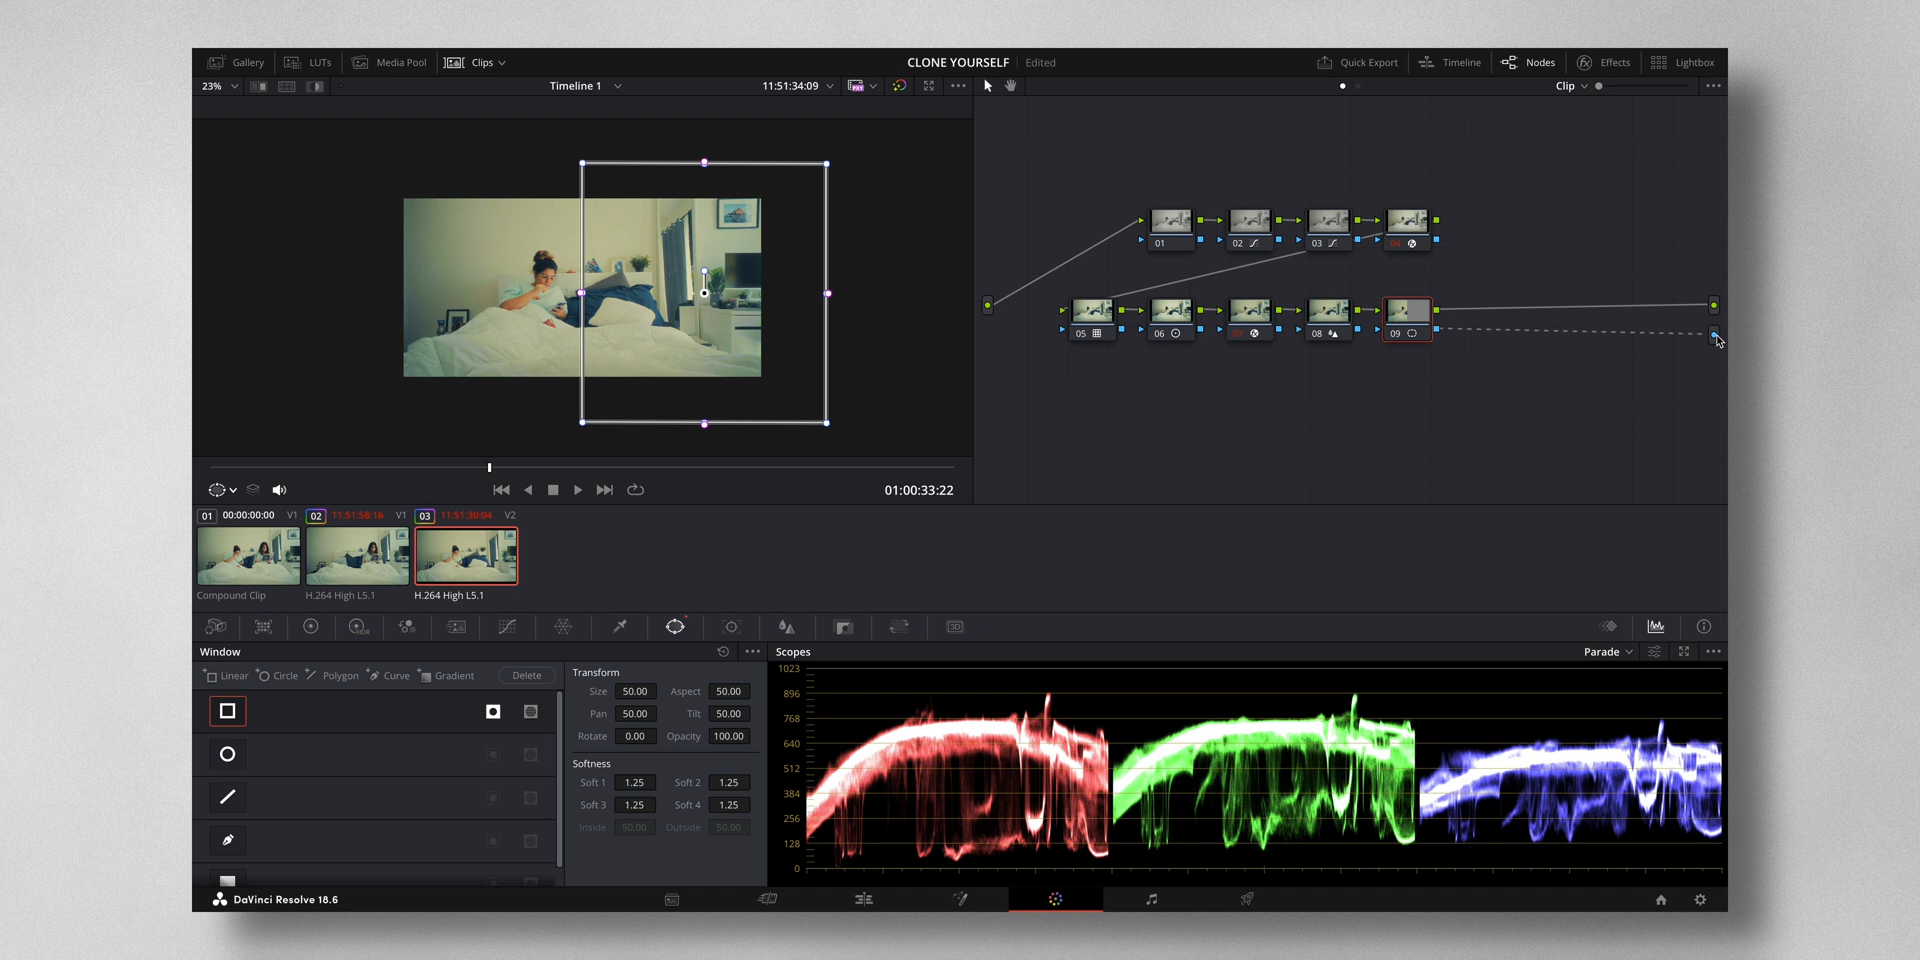 Gallery LUTs Media Pool Clips CLONE YOURSELF Edited Quick Export Timeline Nodes Effects Lightbox
23% Timeline 1 11:51:34:09 Clip
01 02 03 04
05 06 07 08 09
01:00:33:22
01 00:00:00:00 V1 02 11:51:58:16 V1 03 11:51:30:04 V2
Compound Clip H.264 High L5.1 H.264 High L5.1
HDR 3D
Window Scopes Parade
Linear Circle Polygon Curve Gradient Delete
Transform
Size 50.00 Aspect 50.00
Pan 50.00 Tilt 50.00
Rotate 0.00 Opacity 100.00
Softness
Soft 1 1.25 Soft 2 1.25
Soft 3 1.25 Soft 4 1.25
Inside 50.00 Outside 50.00
1023
896
768
640
512
384
256
128
0
DaVinci Resolve 18.6